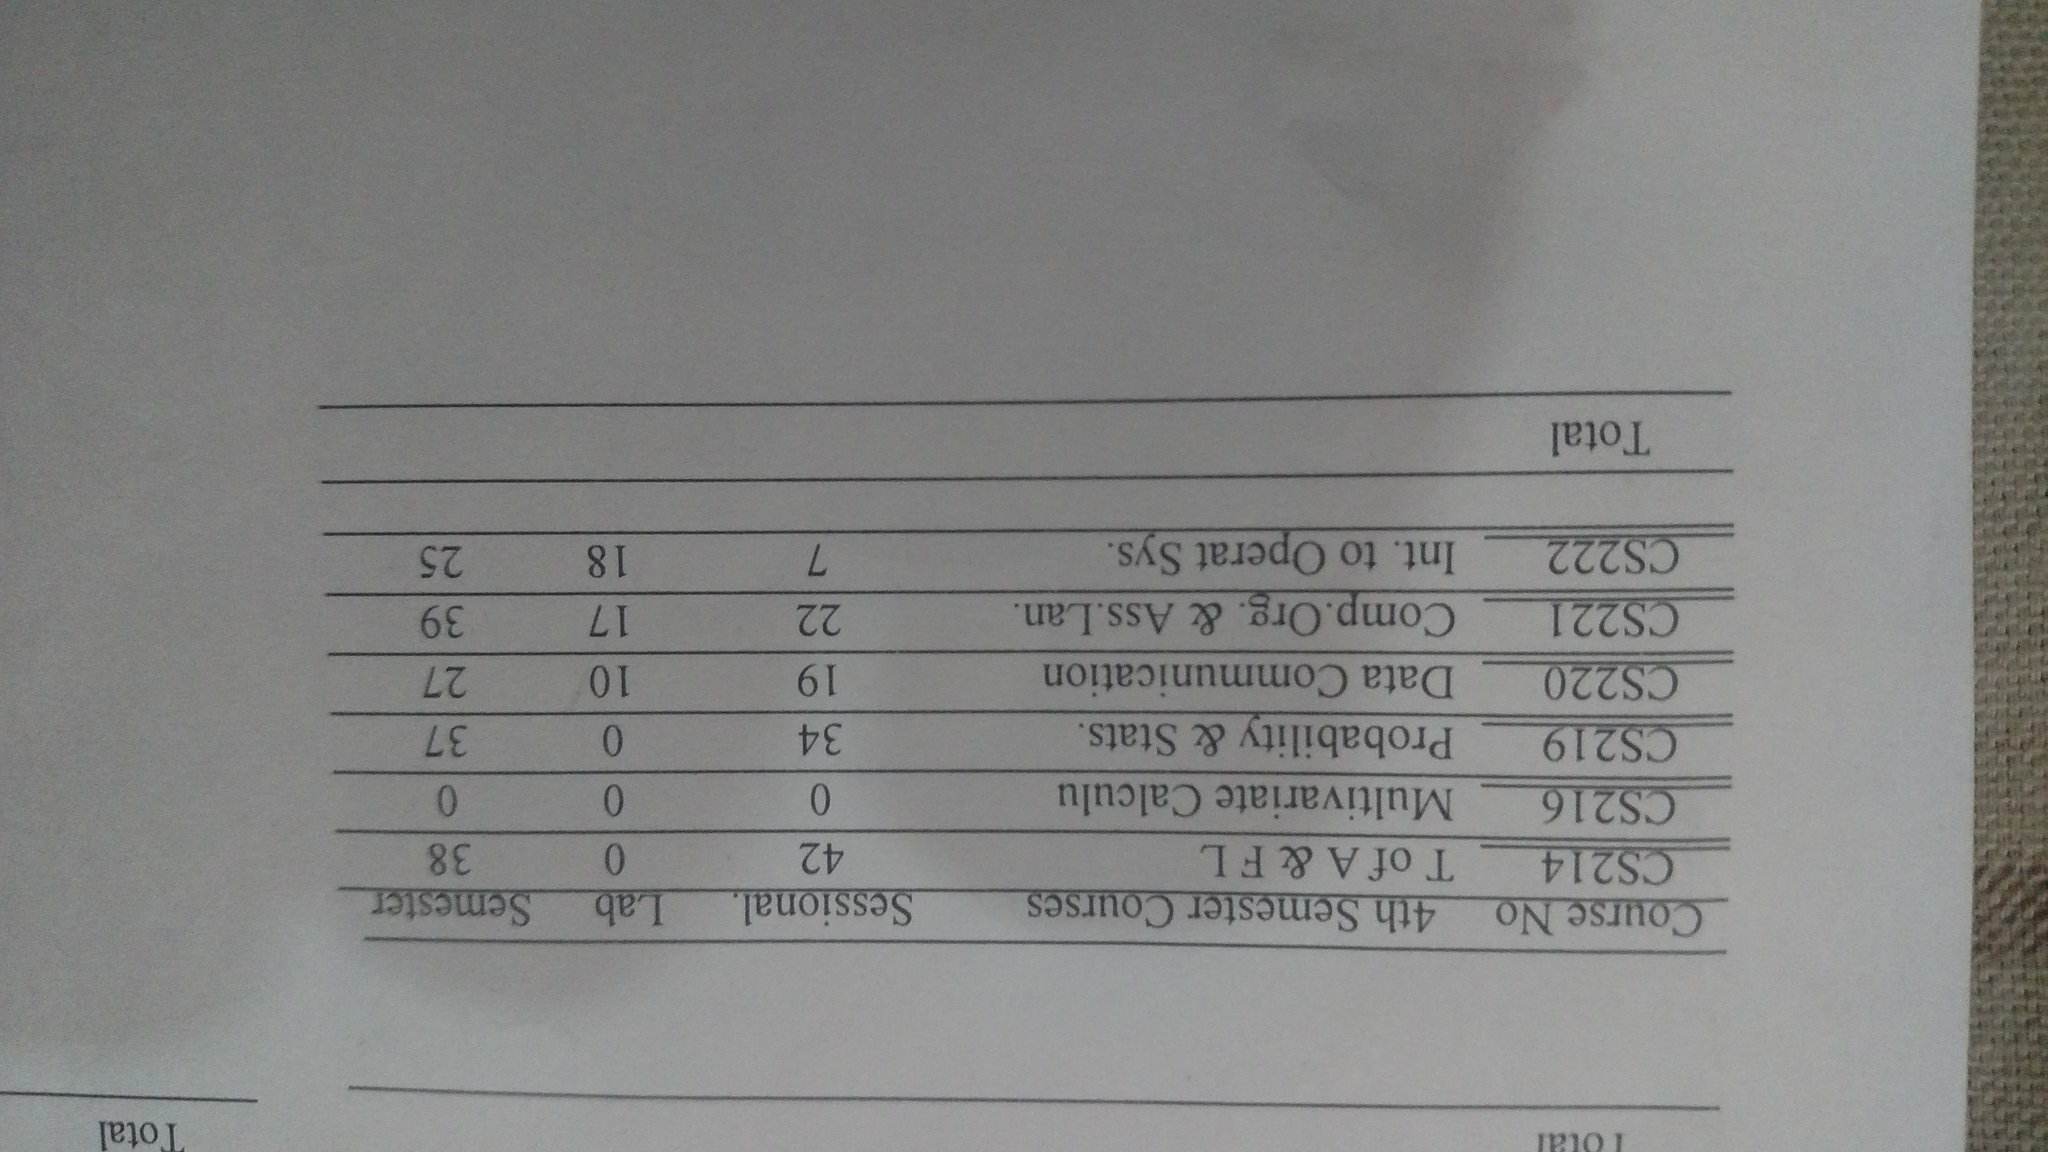 Total
Total
Course No 4th Semester Courses Sessional. Lab Semester
CS214 T of A & F L 42 0 38
CS216 Multivariate Calculu 0 0 0
CS219 Probability & Stats. 34 0 37
CS220 Data Communication 19 10 27
CS221 Comp.Org. & Ass.Lan. 22 17 39
CS222 Int. to Operat Sys. 7 18 25
Total